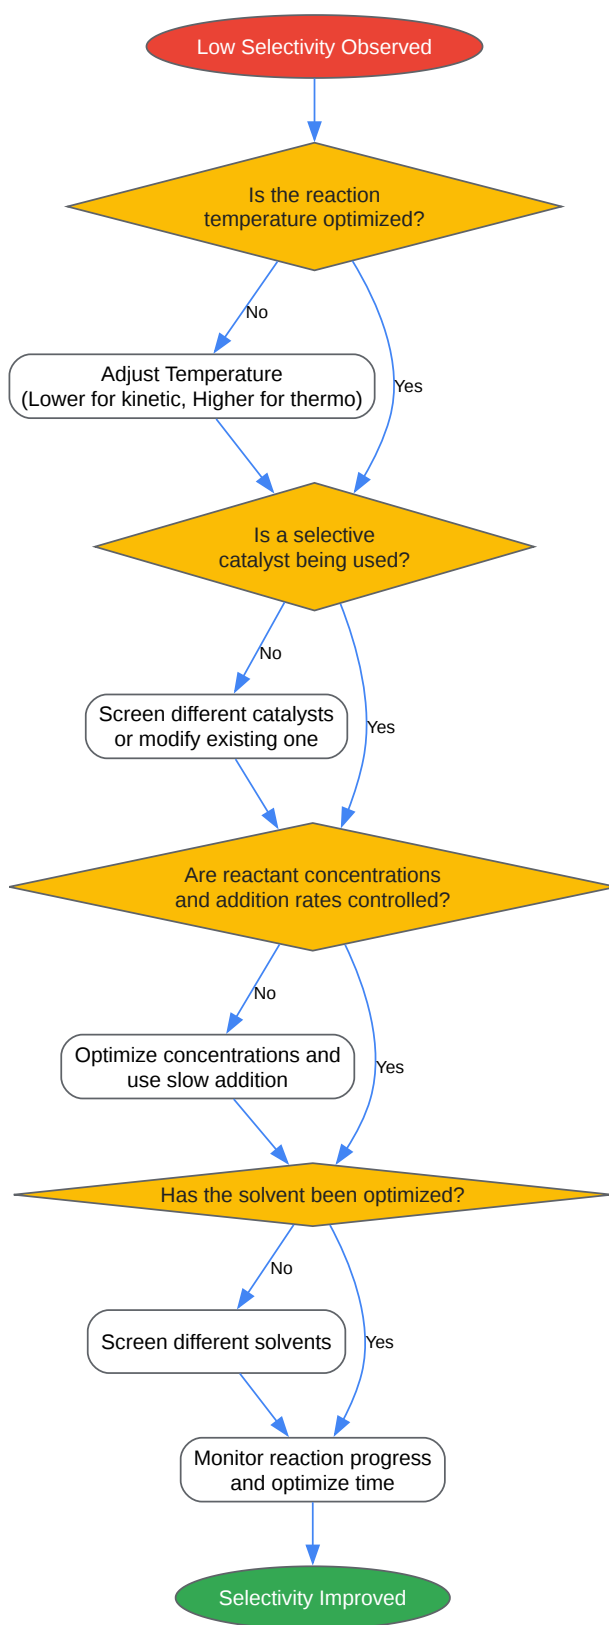 Low Selectivity Observed
Is the reaction
temperature optimized?
No
Adjust Temperature
(Lower for kinetic, Higher for thermo)
Yes
Is a selective
catalyst being used?
No
Screen different catalysts
or modify existing one
Yes
Are reactant concentrations
and addition rates controlled?
No
Optimize concentrations and
use slow addition
Yes
Has the solvent been optimized?
No
Screen different solvents
Yes
Monitor reaction progress
and optimize time
Selectivity Improved